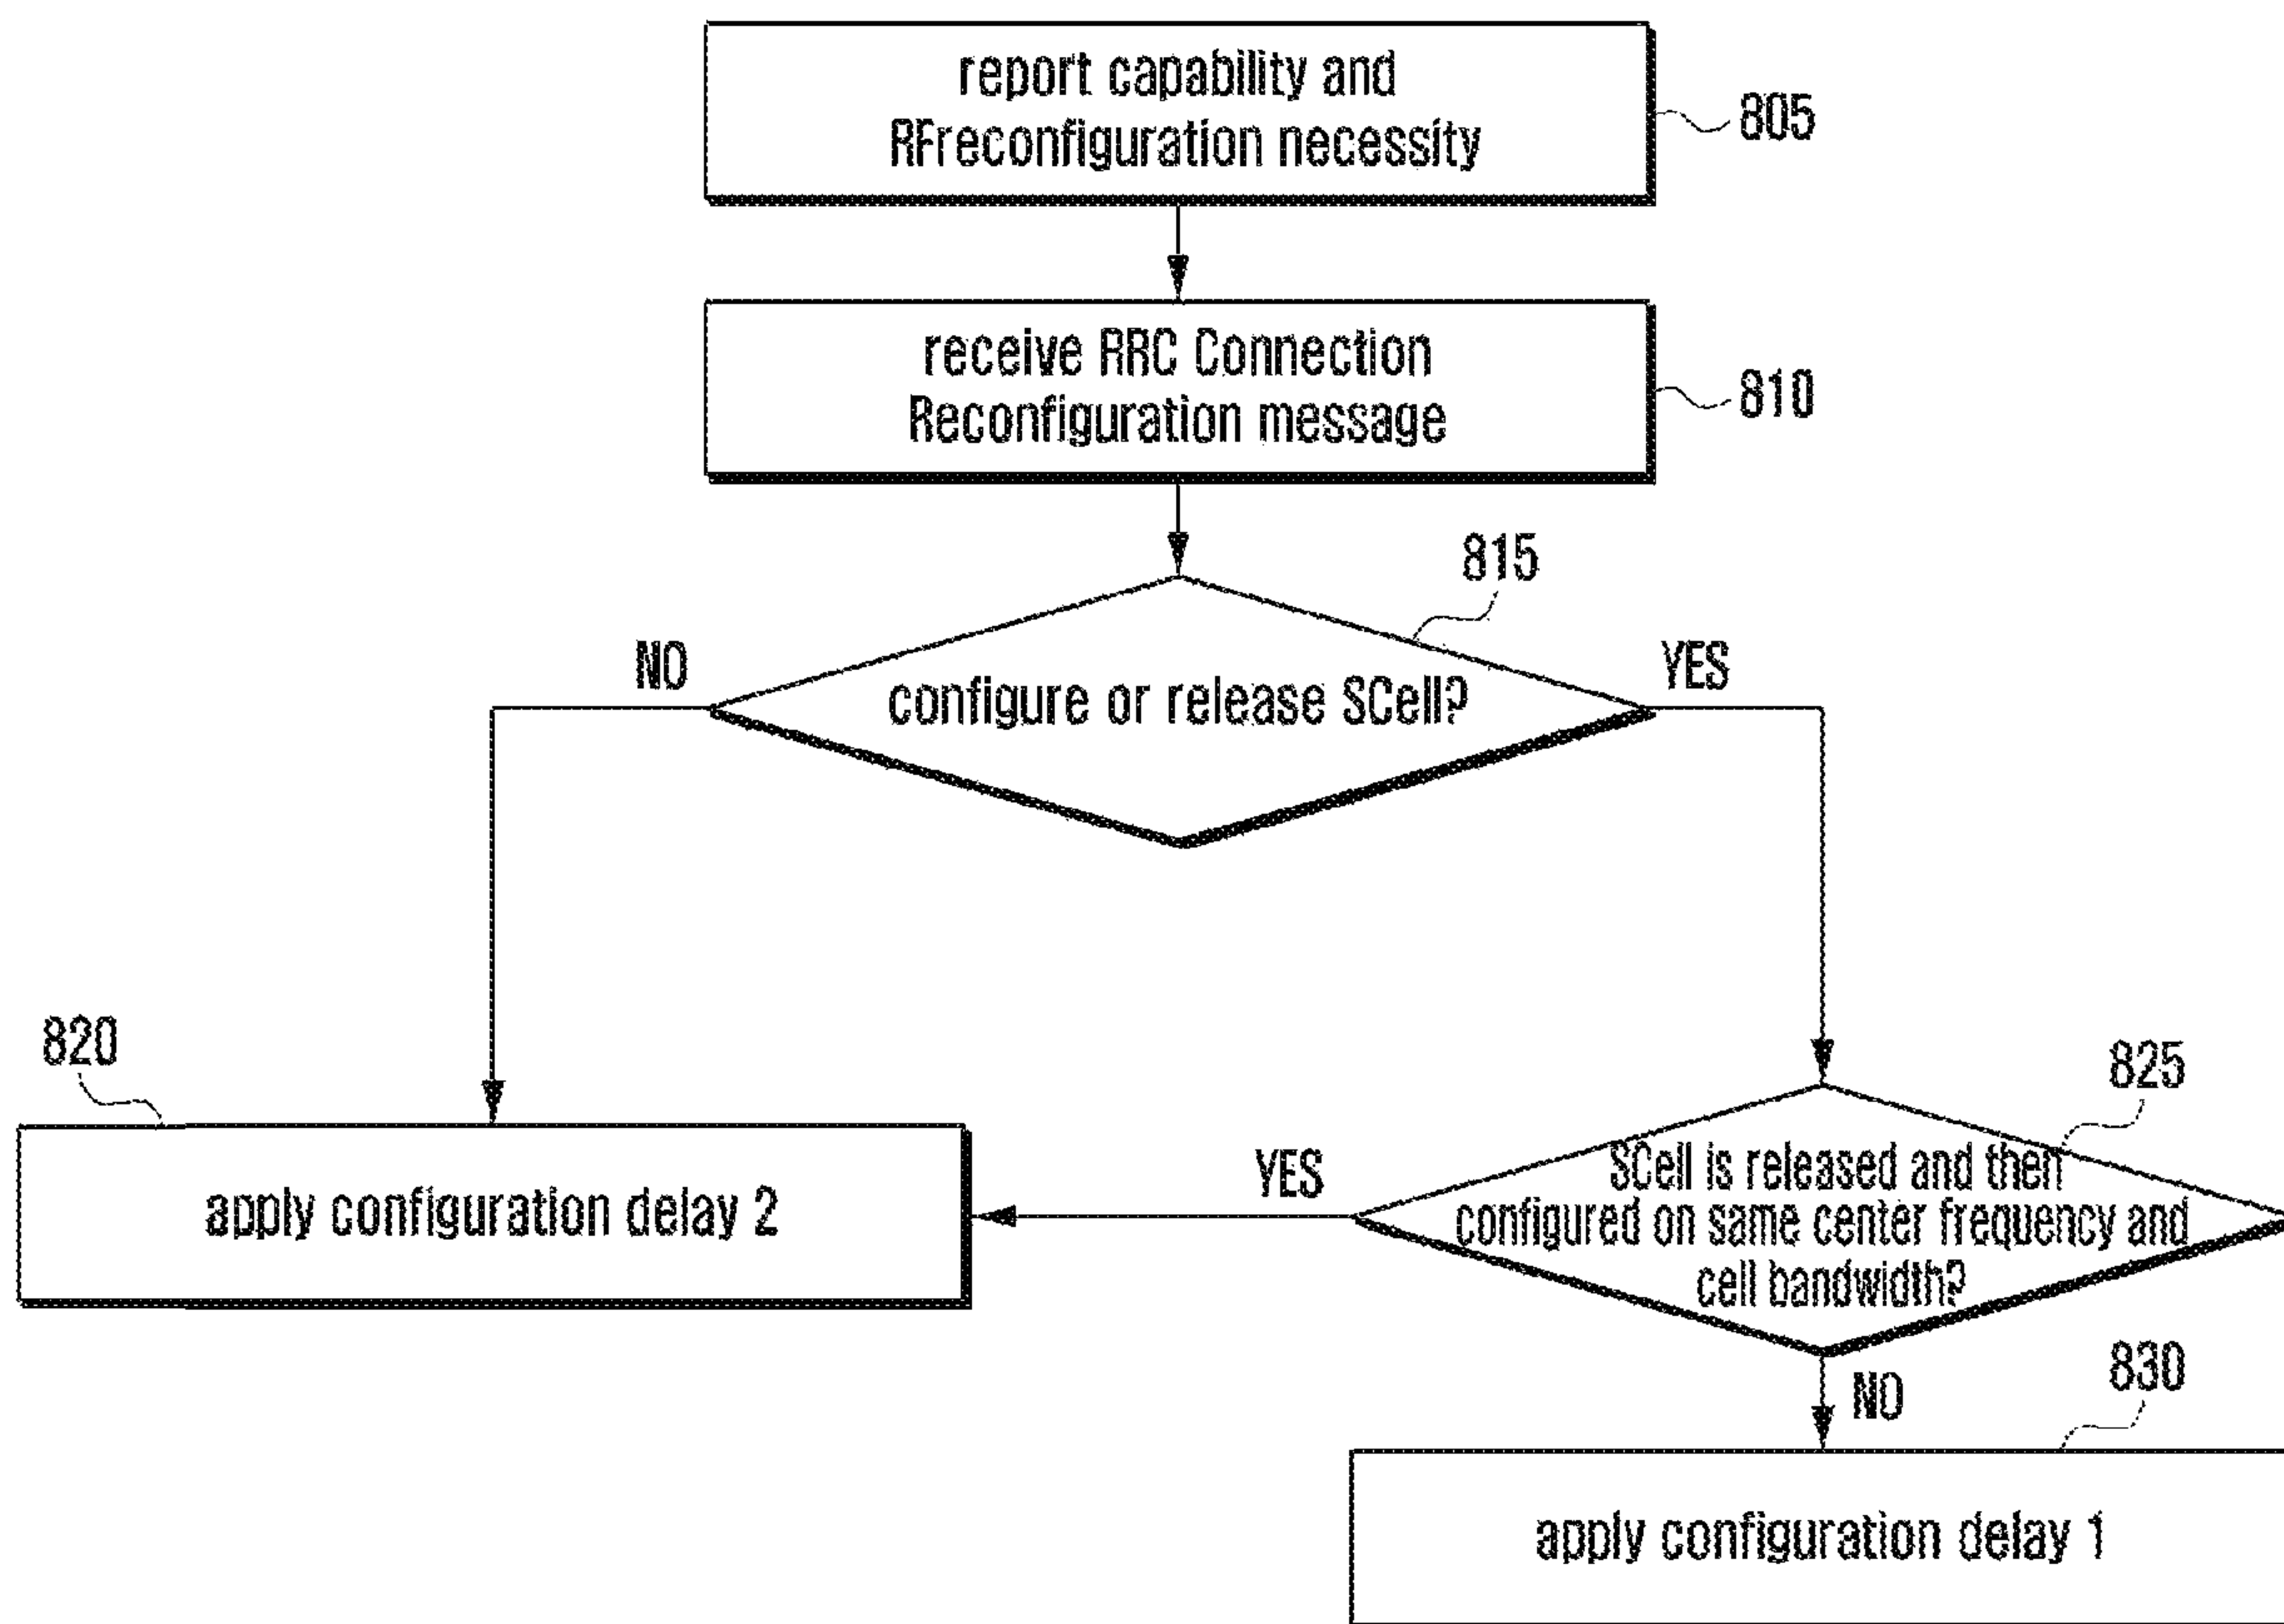 report capability and
RFreconfiguration necessity
805
receive RRC Connection
Reconfiguration message
810
815
NO
YES
configure or release SCell?
820
825
apply configuration delay 2
YES
SCell is released and then
configured on same center frequency and
cell bandwidth?
830
NO
apply configuration delay 1